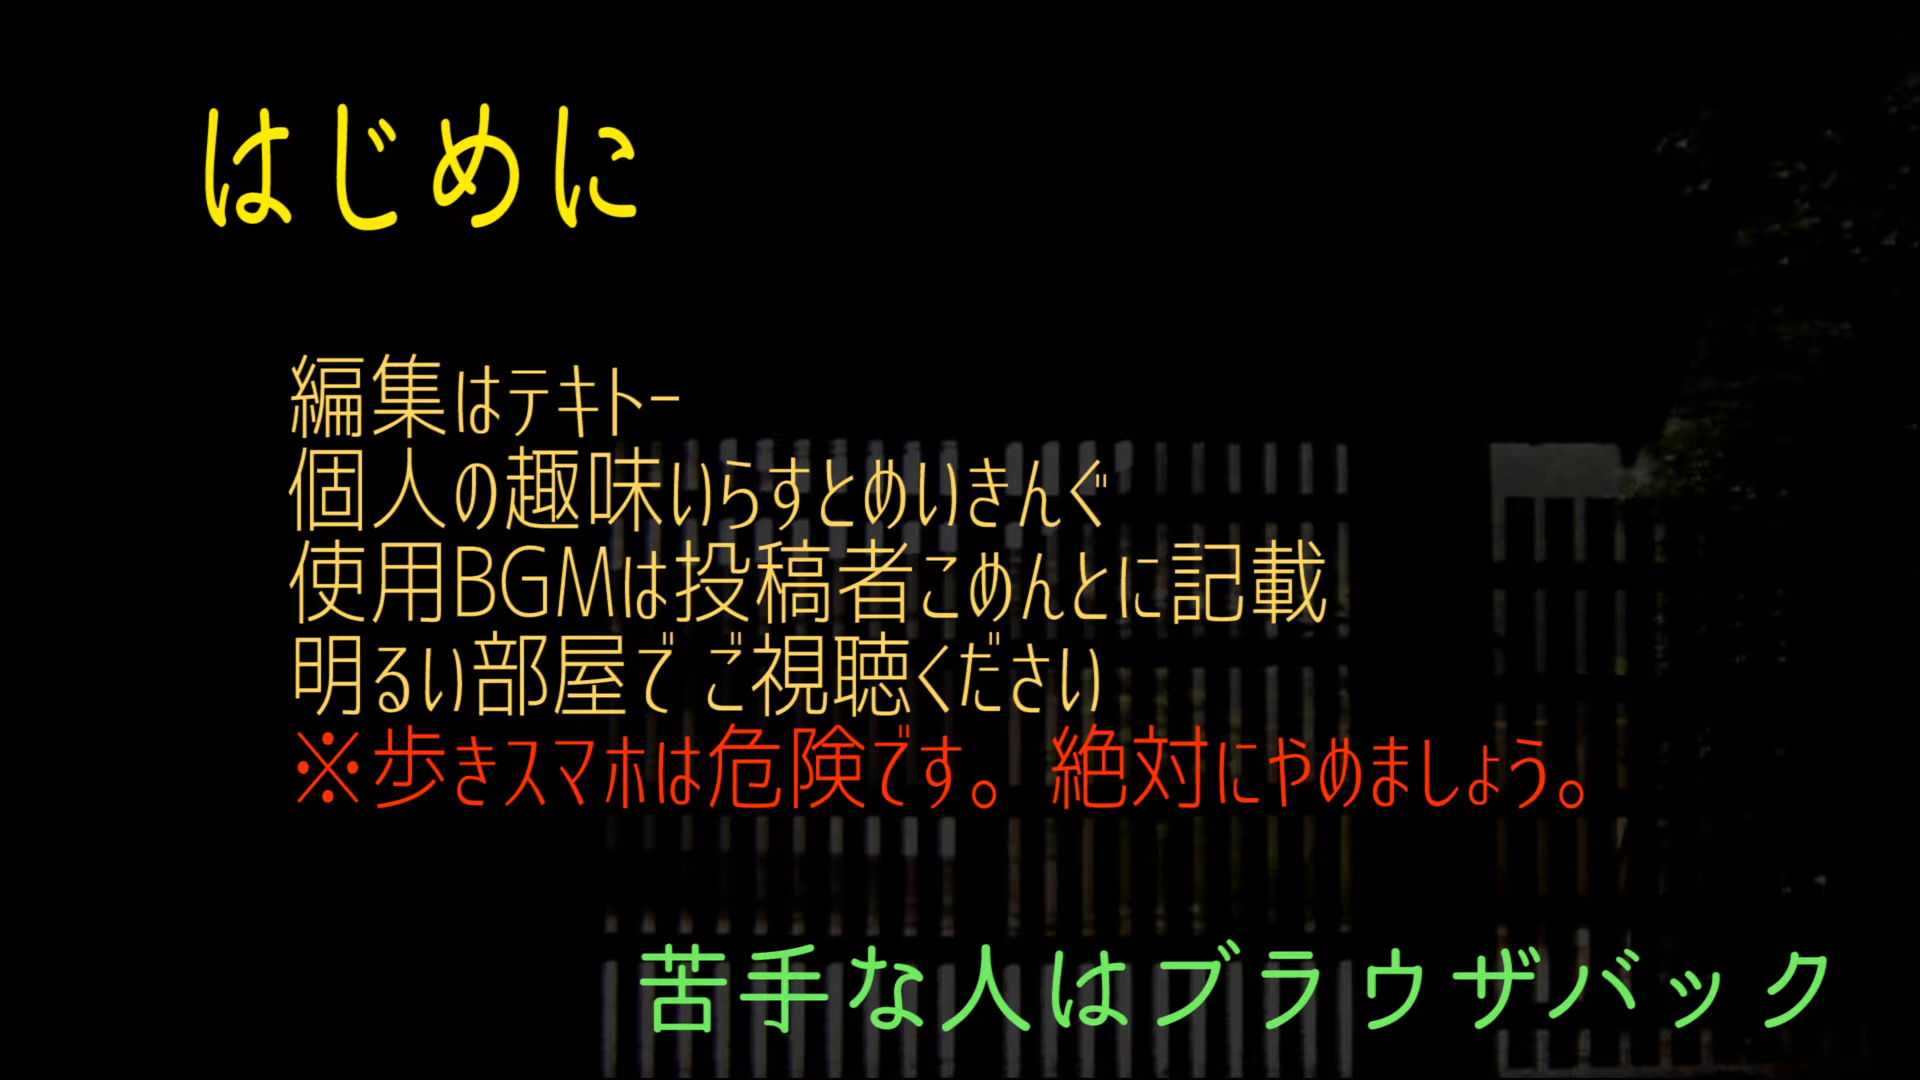 はじめに
編集はテキトー
個人の趣味いらすとめいきんぐ
使用BGMは投稿者こめんとに記載
明るい部屋でご視聴ください
※歩きスマホは危険です。絶対にやめましょう。
苦手な人はブラウザバック